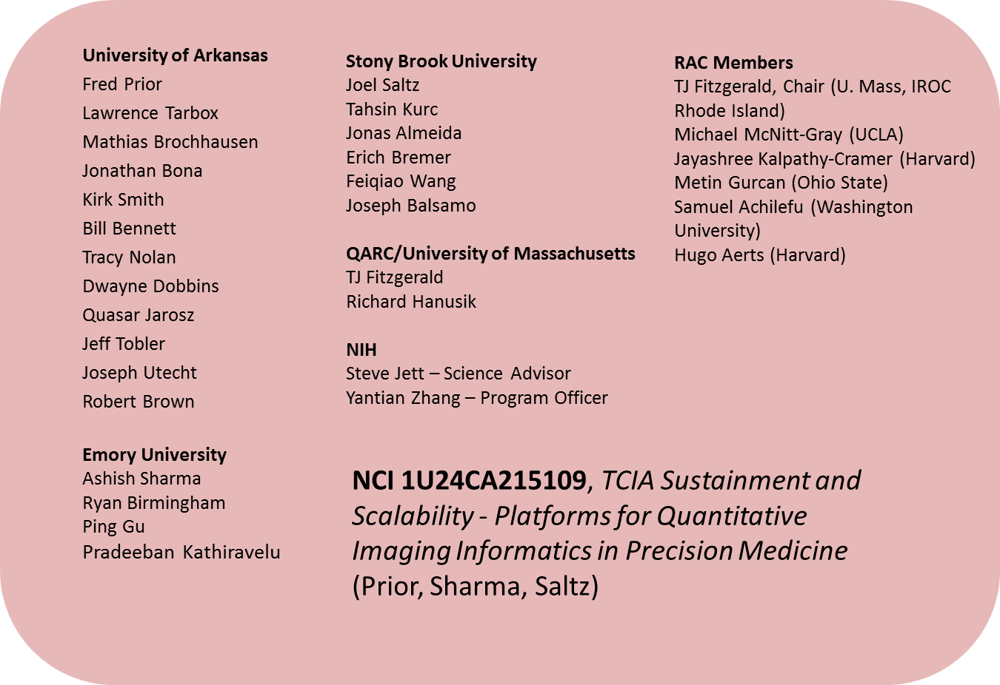 University of Arkansas
Fred Prior
Lawrence Tarbox
Mathias Brochhausen
Jonathan Bona
Kirk Smith
Bill Bennett
Tracy Nolan
Dwayne Dobbins
Quasar Jarosz
Jeff Tobler
Joseph Utecht
Robert Brown
Emory University
Ashish Sharma
Ryan Birmingham
Ping Gu
Pradeeban Kathiravelu
Stony Brook University
Joel Saltz
Tahsin Kurc
Jonas Almeida
Erich Bremer
Feiqiao Wang
Joseph Balsamo
QARC/University of Massachusetts
TJ Fitzgerald
Richard Hanusik
NIH
Steve Jett – Science Advisor
Yantian Zhang – Program Officer
RAC Members
TJ Fitzgerald, Chair (U. Mass, IROC
Rhode Island)
Michael McNitt-Gray (UCLA)
Jayashree Kalpathy-Cramer (Harvard)
Metin Gurcan (Ohio State)
Samuel Achilefu (Washington
University)
Hugo Aerts (Harvard)
NCI 1U24CA215109, TCIA Sustainment and
Scalability - Platforms for Quantitative
Imaging Informatics in Precision Medicine
(Prior, Sharma, Saltz)